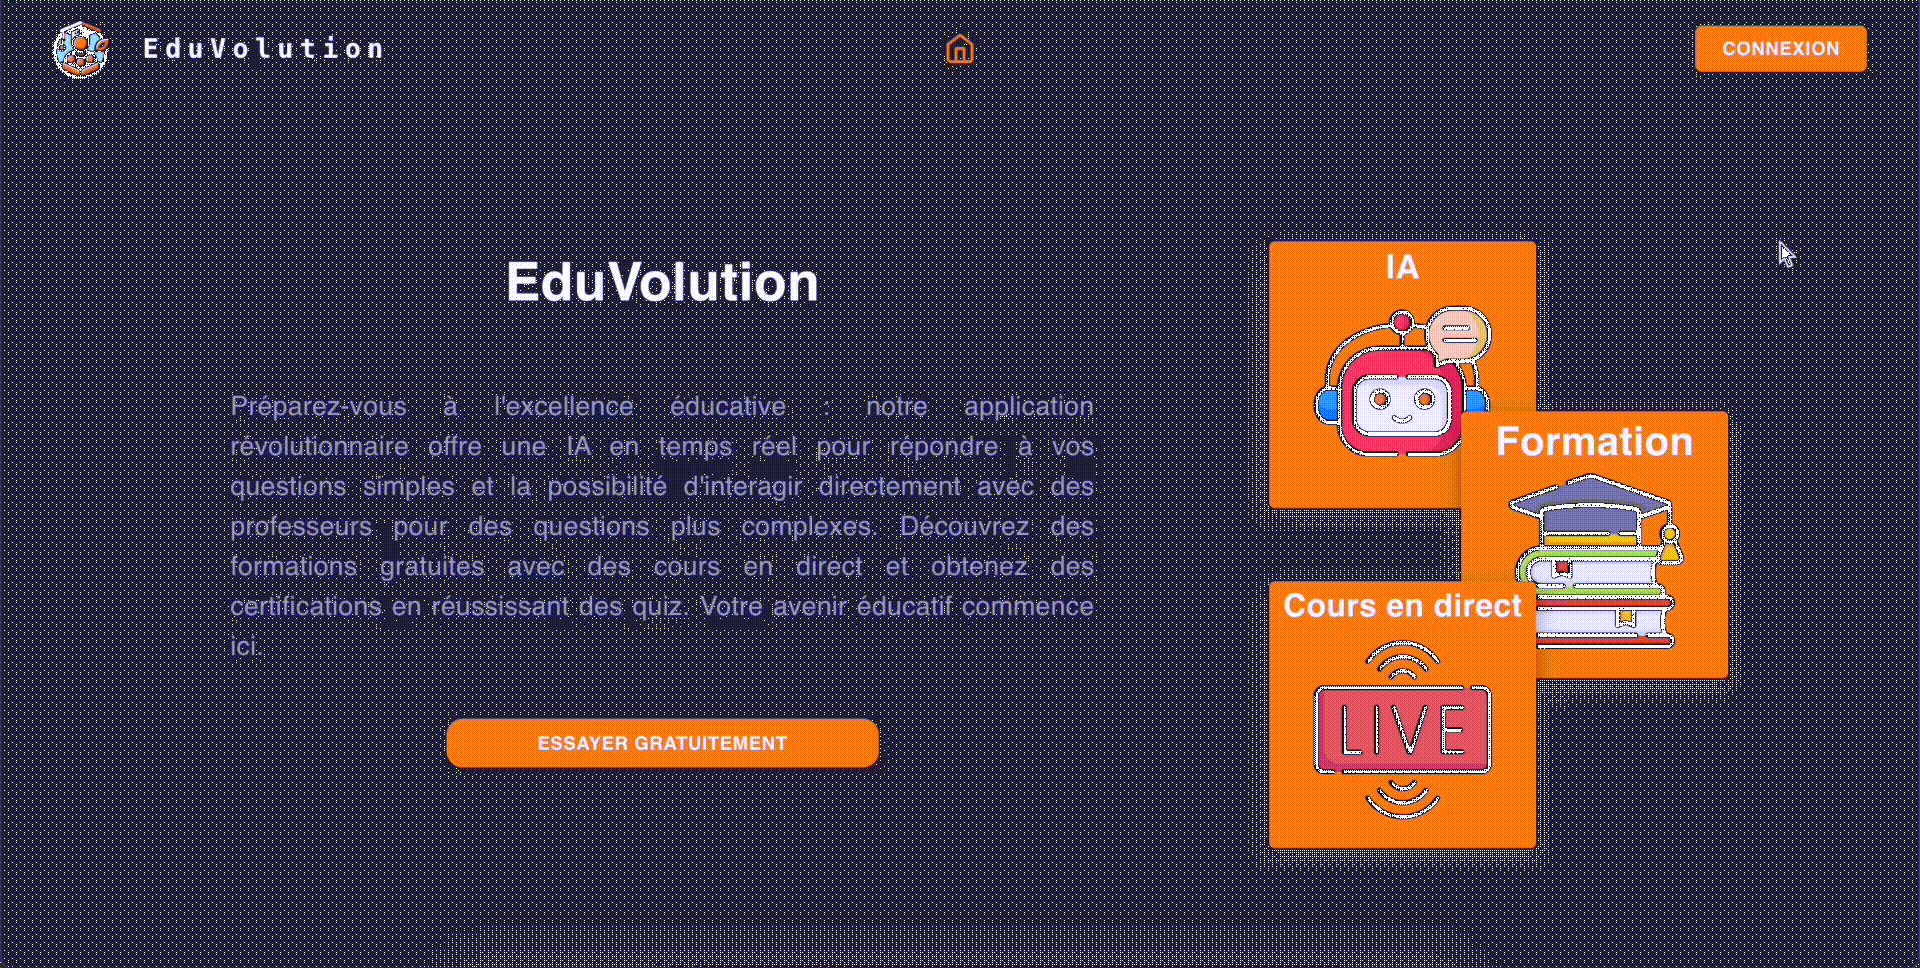 EduVolution
CONNEXION
EduVolution
Préparez-vous à l'excellence éducative : notre application
révolutionnaire offre une IA en temps réel pour répondre à vos
questions simples et la possibilité d'interagir directement avec des
professeurs pour des questions plus complexes. Découvrez des
formations gratuites avec des cours en direct et obtenez des
certifications en réussissant des quiz. Votre avenir éducatif commence
ici.
ESSAYER GRATUITEMENT
IA
Formation
Cours en direct
LIVE